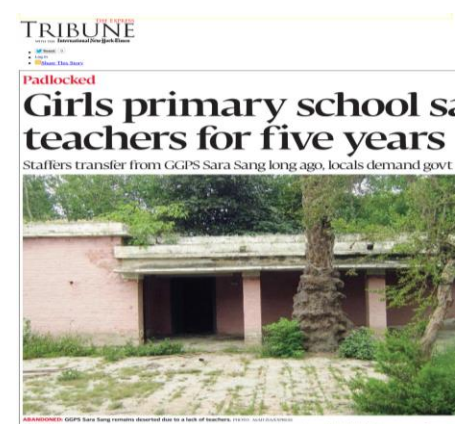 THE EXPRESS
TRIBUNE
International New York Times
Tweet
Share This Story
Padlocked
Girls primary school sa
teachers for five years
Staffers transfer from GGPS Sara Sang long ago, locals demand govt
ABANDONED: GGPS Sara Sang remains deserted due to a lack of teachers. PHOTO: